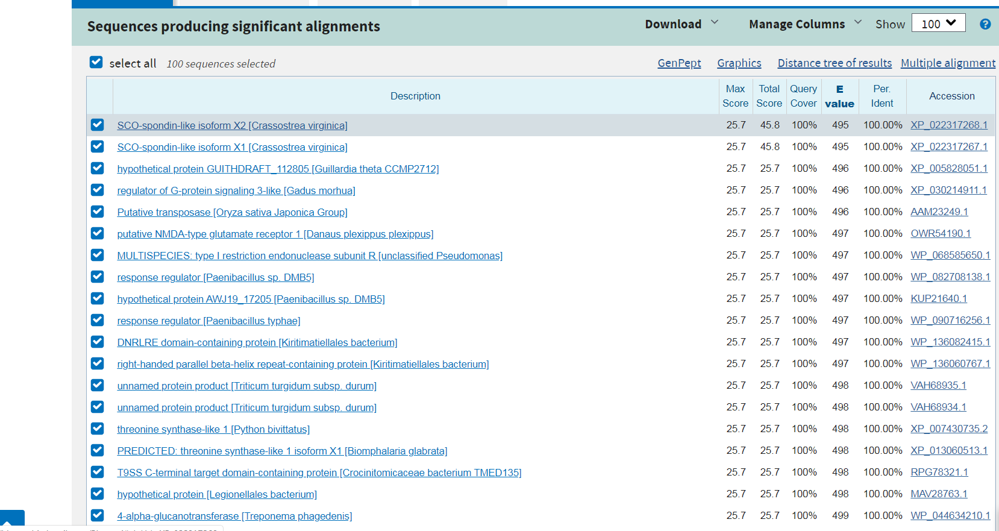 Sequences producing significant alignments Download Manage Columns Show 100
select all 100 sequences selected GenPept Graphics Distance tree of results Multiple alignment
Description Max Score Total Score Query Cover E value Per. Ident Accession
SCO-spondin-like isoform X2 [Crassostrea virginica] 25.7 45.8 100% 495 100.00% XP_022317268.1
SCO-spondin-like isoform X1 [Crassostrea virginica] 25.7 45.8 100% 495 100.00% XP_022317267.1
hypothetical protein GUITHDRAFT_112805 [Guillardia theta CCMP2712] 25.7 25.7 100% 496 100.00% XP_005828051.1
regulator of G-protein signaling 3-like [Gadus morhua] 25.7 25.7 100% 496 100.00% XP_030214911.1
Putative transposase [Oryza sativa Japonica Group] 25.7 25.7 100% 496 100.00% AAM23249.1
putative NMDA-type glutamate receptor 1 [Danaus plexippus plexippus] 25.7 25.7 100% 497 100.00% OWR54190.1
MULTISPECIES: type I restriction endonuclease subunit R [unclassified Pseudomonas] 25.7 25.7 100% 497 100.00% WP_068585650.1
response regulator [Paenibacillus sp. DMB5] 25.7 25.7 100% 497 100.00% WP_082708138.1
hypothetical protein AWJ19_17205 [Paenibacillus sp. DMB5] 25.7 25.7 100% 497 100.00% KUP21640.1
response regulator [Paenibacillus typhae] 25.7 25.7 100% 497 100.00% WP_090716256.1
DNRLRE domain-containing protein [Kiritimatiellales bacterium] 25.7 25.7 100% 497 100.00% WP_136082415.1
right-handed parallel beta-helix repeat-containing protein [Kiritimatiellales bacterium] 25.7 25.7 100% 497 100.00% WP_136060767.1
unnamed protein product [Triticum turgidum subsp. durum] 25.7 25.7 100% 498 100.00% VAH68935.1
unnamed protein product [Triticum turgidum subsp. durum] 25.7 25.7 100% 498 100.00% VAH68934.1
threonine synthase-like 1 [Python bivittatus] 25.7 25.7 100% 498 100.00% XP_007430735.2
PREDICTED: threonine synthase-like 1 isoform X1 [Biomphalaria glabrata] 25.7 25.7 100% 498 100.00% XP_013060513.1
T9SS C-terminal target domain-containing protein [Crocinitomicaceae bacterium TMED135] 25.7 25.7 100% 498 100.00% RPG78321.1
hypothetical protein [Legionellales bacterium] 25.7 25.7 100% 498 100.00% MAV28763.1
4-alpha-glucanotransferase [Treponema phagedenis] 25.7 25.7 100% 499 100.00% WP_044634210.1